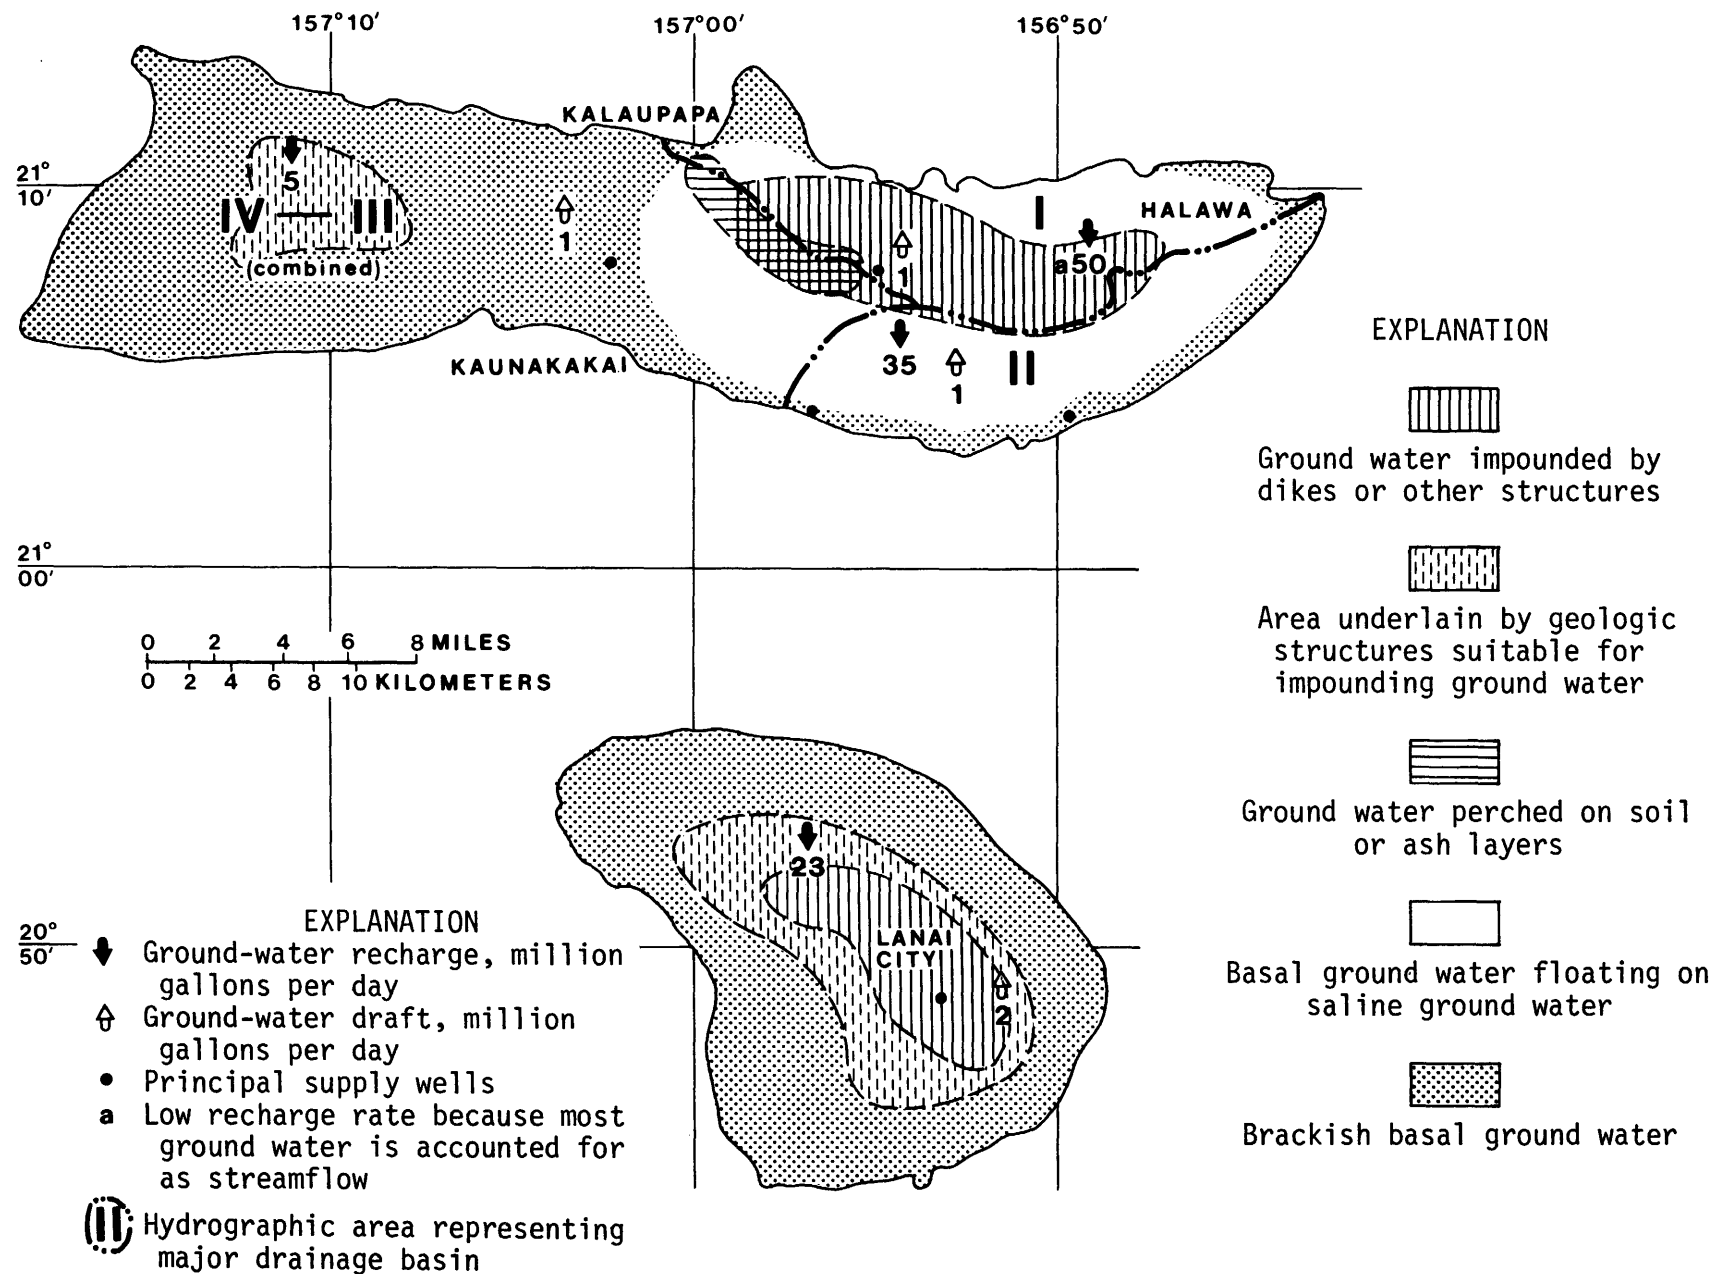 157°10′ 157°00′ 156°50′
KALAUPAPA
21°
10′
5
IV — III
(combined)
1
1
I
HALAWA
a50
35
1
II
KAUNAKAKAI
21°
00′
0 2 4 6 8 MILES
0 2 4 6 8 10 KILOMETERS
23
LANAI
CITY
2
20°
50′
EXPLANATION
Ground-water recharge, million
gallons per day
Ground-water draft, million
gallons per day
Principal supply wells
a Low recharge rate because most
ground water is accounted for
as streamflow
II Hydrographic area representing
major drainage basin
EXPLANATION
Ground water impounded by
dikes or other structures
Area underlain by geologic
structures suitable for
impounding ground water
Ground water perched on soil
or ash layers
Basal ground water floating on
saline ground water
Brackish basal ground water